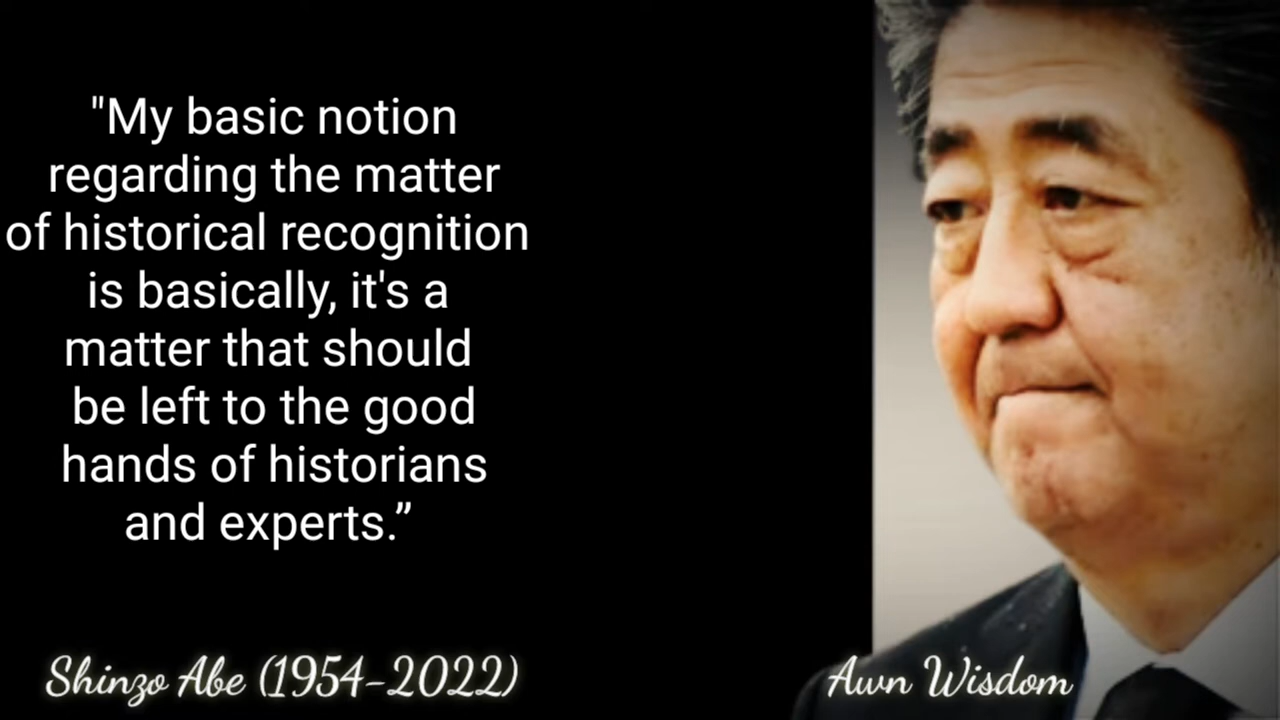 "My basic notion
regarding the matter
of historical recognition
is basically, it's a
matter that should
be left to the good
hands of historians
and experts.”
Shinzo Abe (1954-2022)
Awn Wisdom